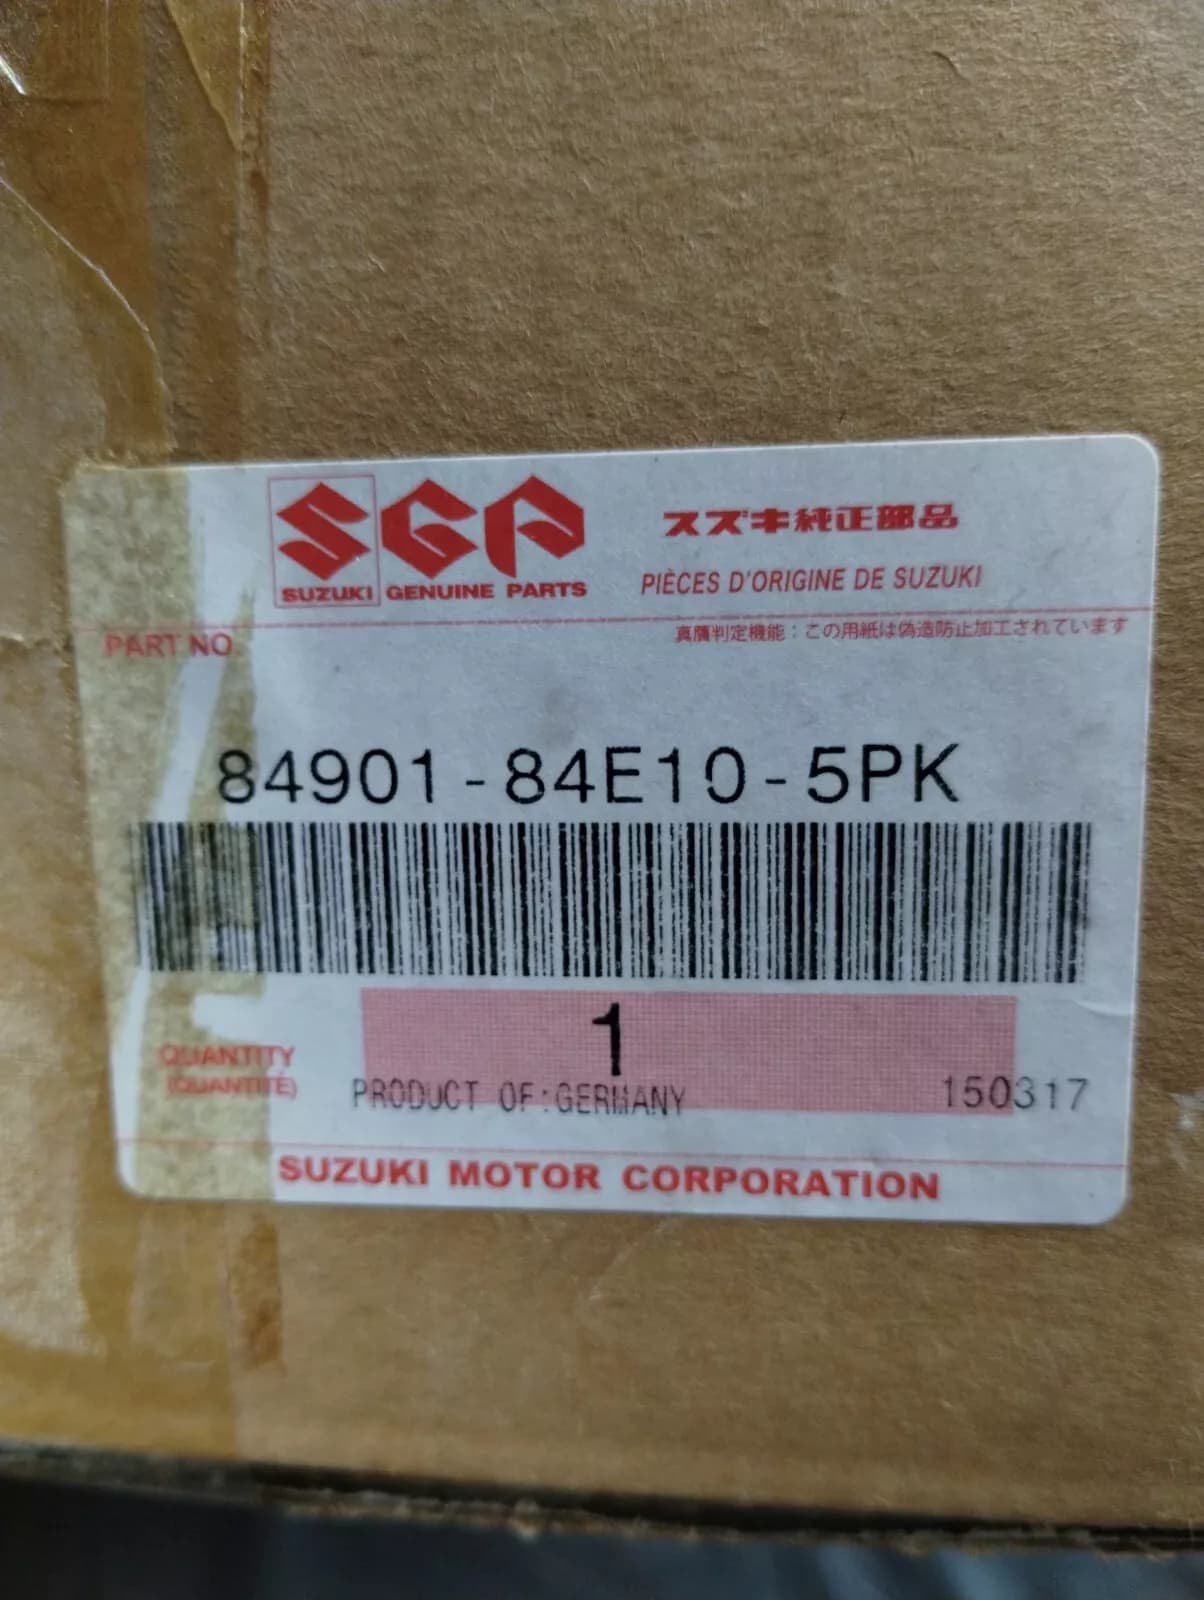 SGP
SUZUKI GENUINE PARTS
スズキ純正部品
PIÈCES D'ORIGINE DE SUZUKI
PART NO
真贋判定機能：この用紙は偽造防止加工されています
84901-84E10-5PK
1
QUANTITY
(QUANTITÉ)
PRODUCT OF:GERMANY
150317
SUZUKI MOTOR CORPORATION